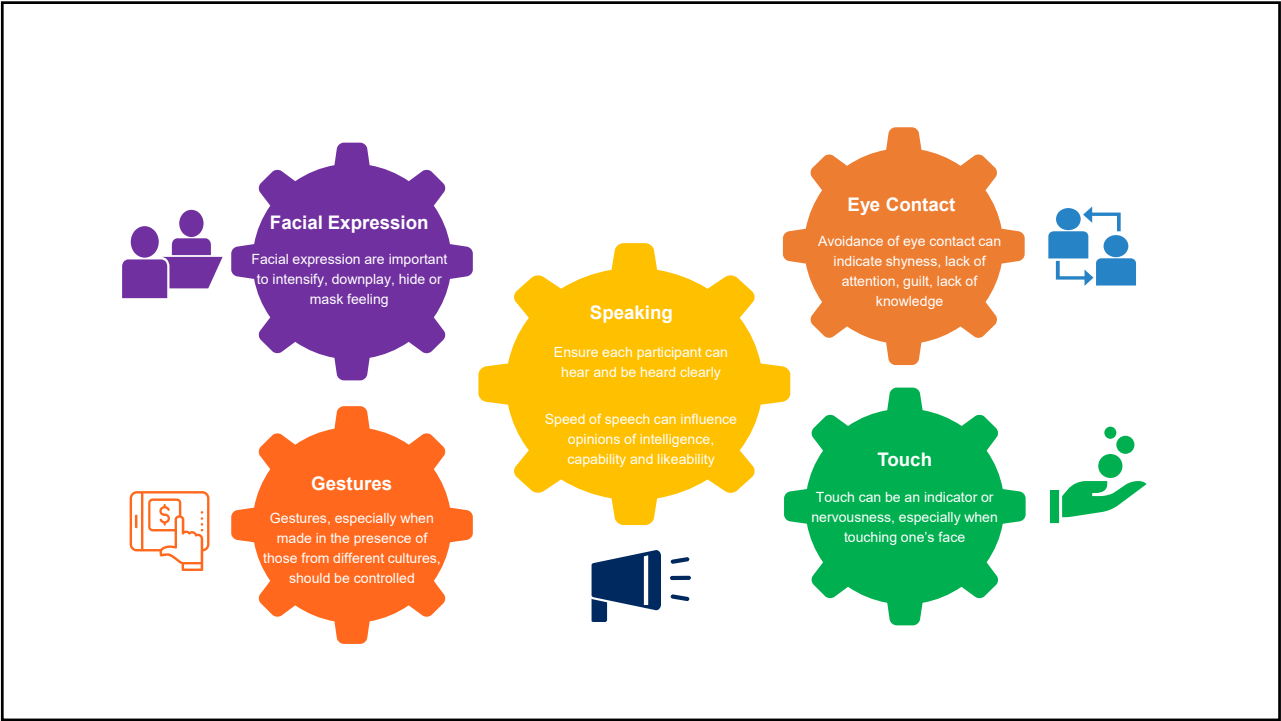 Facial Expression
Facial expression are important
to intensify, downplay, hide or
mask feeling
Gestures
Gestures, especially when
made in the presence of
those from different cultures,
should be controlled
$
Speaking
Ensure each participant can
hear and be heard clearly
Speed of speech can influence
opinions of intelligence,
capability and likeability
Eye Contact
Avoidance of eye contact can
indicate shyness, lack of
attention, guilt, lack of
knowledge
Touch
Touch can be an indicator or
nervousness, especially when
touching one’s face